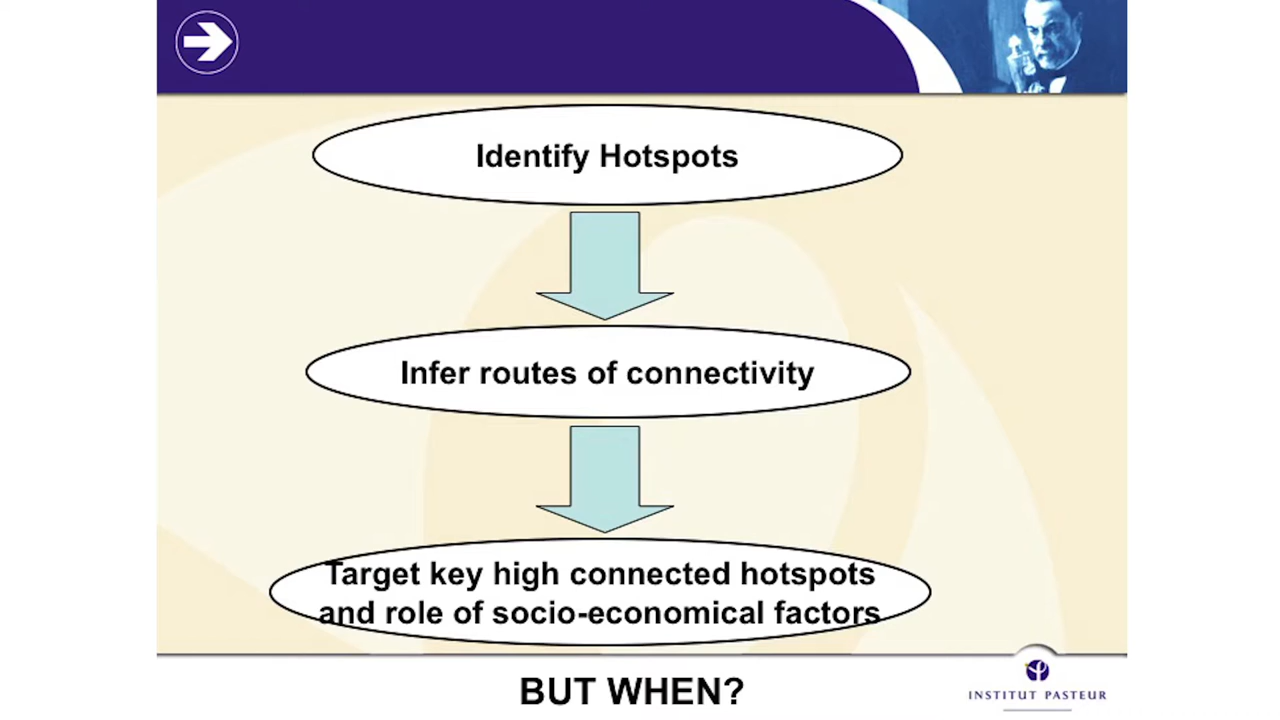 Identify Hotspots
Infer routes of connectivity
Target key high connected hotspots
and role of socio-economical factors
BUT WHEN?
INSTITUT PASTEUR